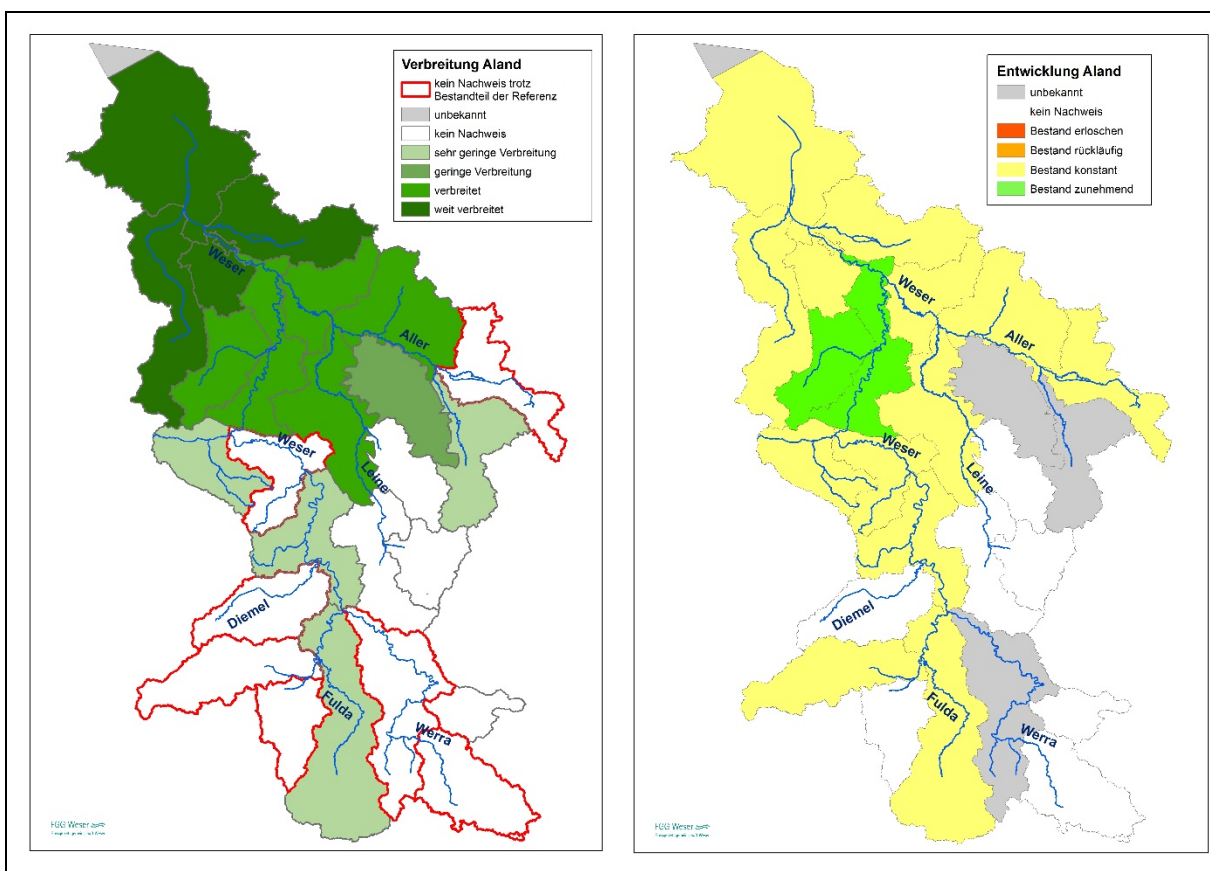 Verbreitung Aland
kein Nachweis trotz
Bestandteil der Referenz
unbekannt
kein Nachweis
sehr geringe Verbreitung
geringe Verbreitung
verbreitet
weit verbreitet
Weser
Aller
Weser
Leine
Diemel
Fulda
Werra
FGG Weser
Entwicklung Aland
unbekannt
kein Nachweis
Bestand erloschen
Bestand rückläufig
Bestand konstant
Bestand zunehmend
Weser
Aller
Weser
Leine
Diemel
Fulda
Werra
FGG Weser